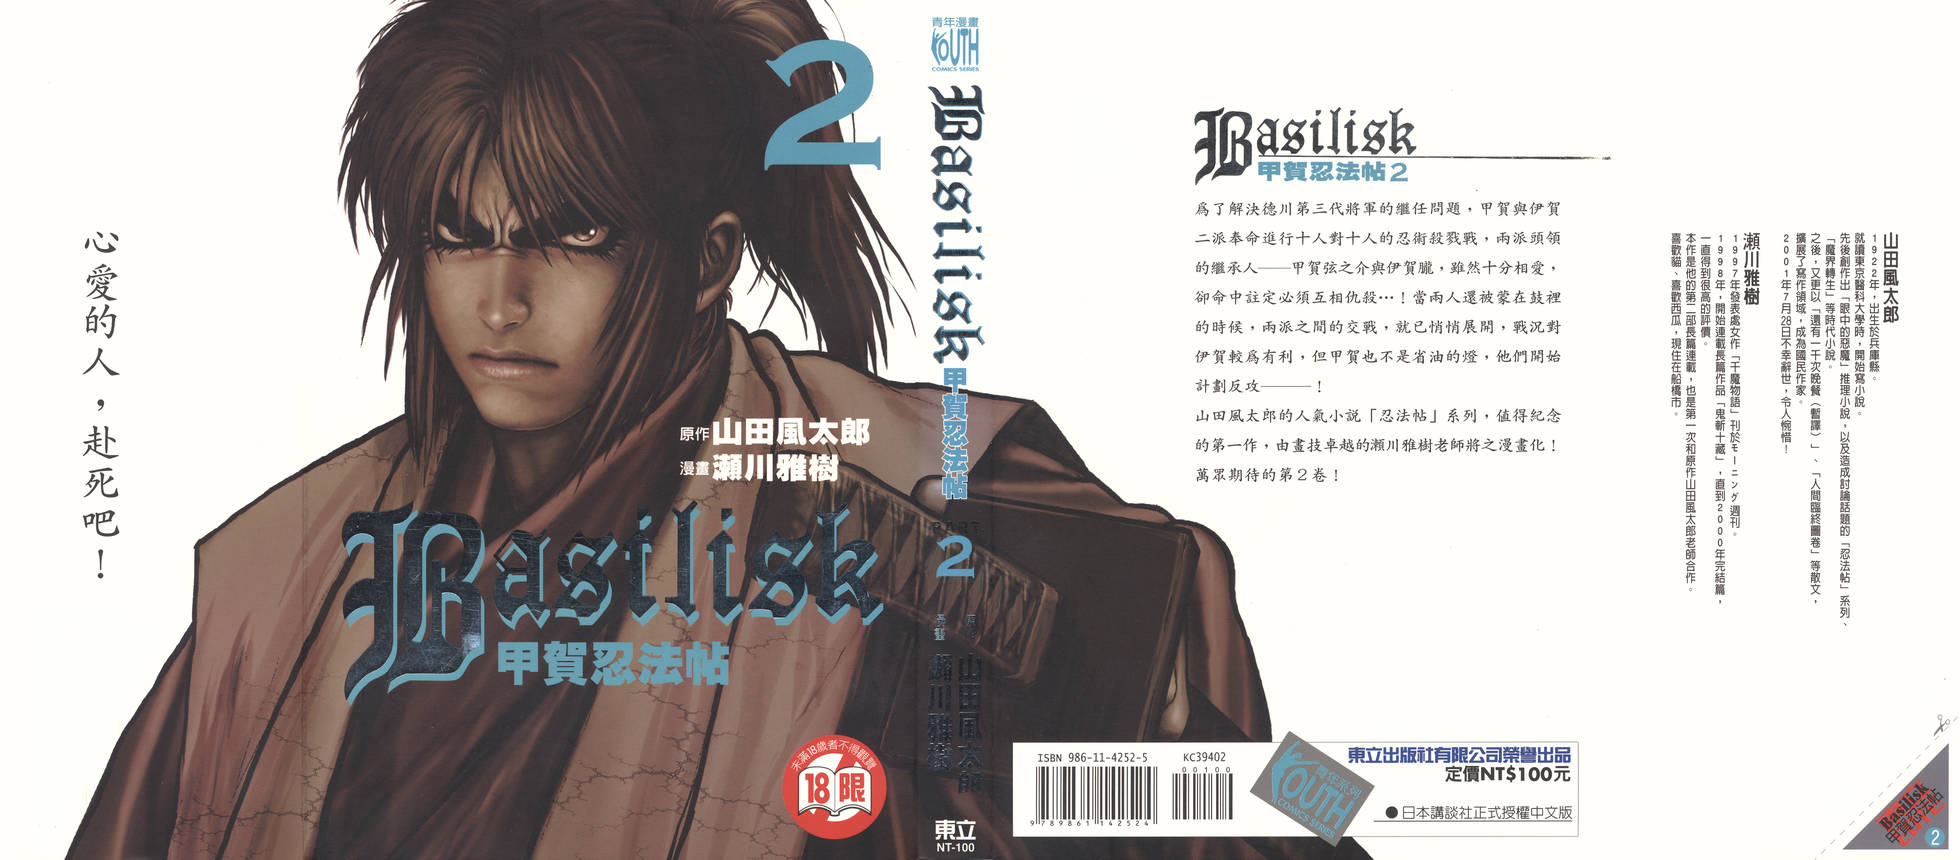 心愛的人，赴死吧！
2
原作 山田風太郎
漫畫 瀨川雅樹
Basilisk
甲賀忍法帖
未滿18歲者不得觀覽
18限
青年漫畫
YOUTH
COMICS SERIES
Basilisk 甲賀忍法帖
PART
2
原作 山田風太郎
漫畫 瀨川雅樹
東立
NT-100
Basilisk
甲賀忍法帖2
爲了解決德川第三代將軍的繼任問題，甲賀與伊賀
二派奉命進行十人對十人的忍術殺戮戰，兩派頭領
的繼承人——甲賀弦之介與伊賀朧，雖然十分相愛，
卻命中註定必須互相仇殺…！當兩人還被蒙在鼓裡
的時候，兩派之間的交戰，就已悄悄展開，戰況對
伊賀較爲有利，但甲賀也不是省油的燈，他們開始
計劃反攻——！
山田風太郎的人氣小説「忍法帖」系列，值得紀念
的第一作，由畫技卓越的瀨川雅樹老師將之漫畫化！
萬眾期待的第2卷！
ISBN 986-11-4252-5
KC39402
00100
9789861142524
青年系列
YOUTH
COMICS SERIES
東立出版社有限公司榮譽出品
定價NT$100元
●日本講談社正式授權中文版
山田風太郎
1922年，出生於兵庫縣。
就讀東京醫科大學時，開始寫小說。
先後創作出「眼中的惡魔」推理小說，以及造成討論話題的「忍法帖」系列、
「魔界轉生」等時代小說。
之後，又更以「還有一千次晚餐（暫譯）」、「人間臨終圖卷」等散文，
擴展了寫作領域，成為國民作家。
2001年7月28日不幸辭世，令人惋惜！
瀨川雅樹
1997年發表處女作「千魔物語」刊於モーニング週刊。
1998年，開始連載長篇作品「鬼斬十藏」，直到2000年完結篇，
一直得到很高的評價。
本作是他的第二部長篇連載，也是第一次和原作山田風太郎老師合作。
喜歡貓、喜歡西瓜，現住在船橋市。
Basilisk
甲賀忍法帖
2